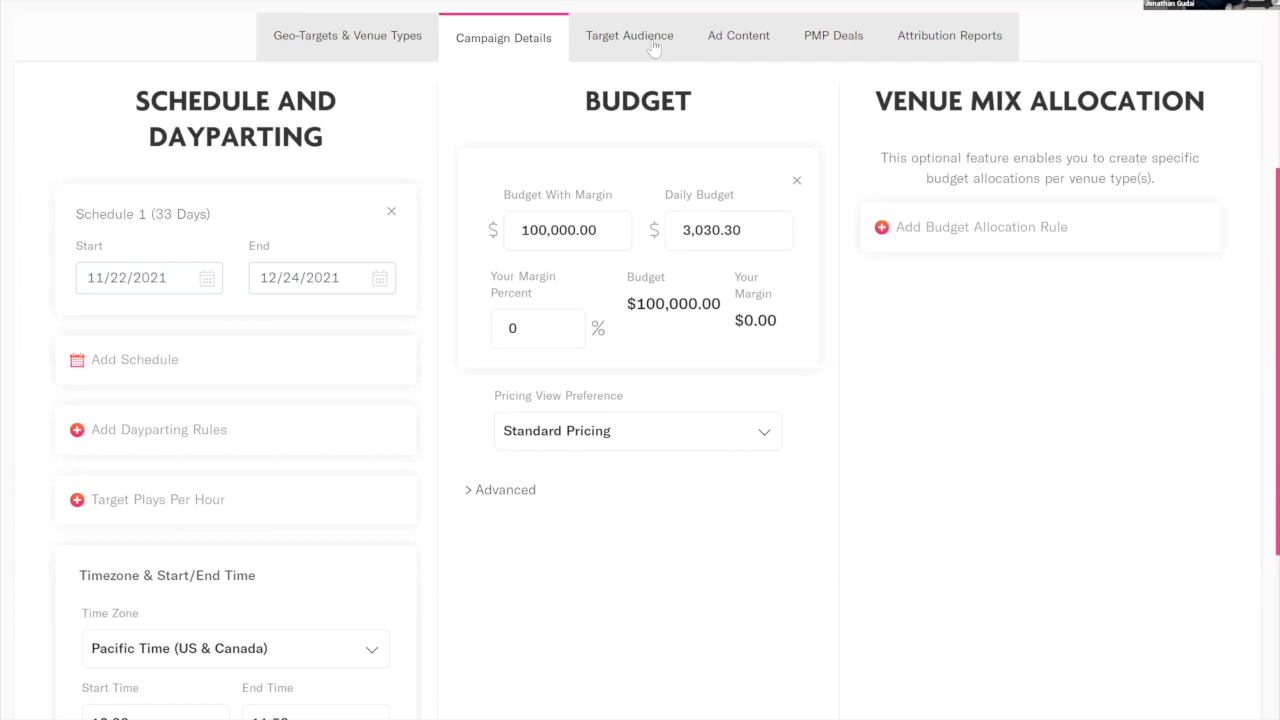 Jonathan Gudai
Geo-Targets & Venue Types
Campaign Details
Target Audience
Ad Content
PMP Deals
Attribution Reports
SCHEDULE AND
DAYPARTING
Schedule 1 (33 Days)
Start
End
11/22/2021
12/24/2021
Add Schedule
Add Dayparting Rules
Target Plays Per Hour
Timezone & Start/End Time
Time Zone
Pacific Time (US & Canada)
Start Time
End Time
BUDGET
Budget With Margin
Daily Budget
$ 100,000.00
$ 3,030.30
Your Margin
Percent
Budget
Your
Margin
0 %
$100,000.00
$0.00
Pricing View Preference
Standard Pricing
> Advanced
VENUE MIX ALLOCATION
This optional feature enables you to create specific
budget allocations per venue type(s).
Add Budget Allocation Rule